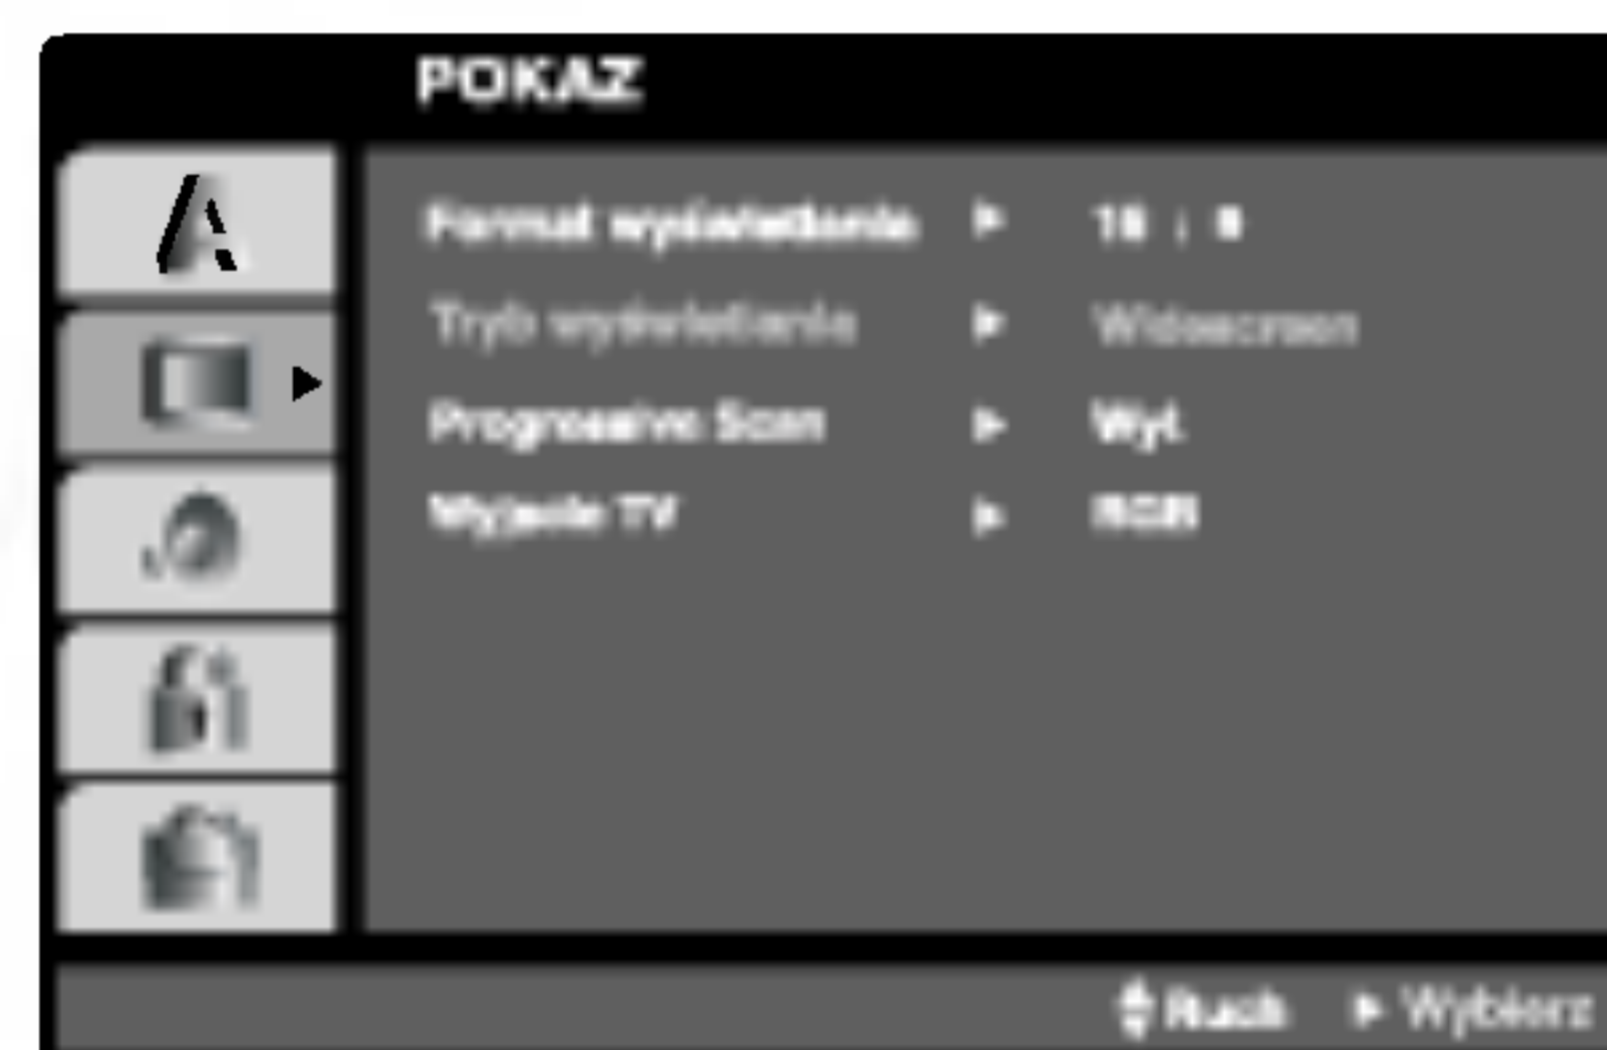 POKAZ
Format wyświetlania ▶ 16 : 9
Tryb wyświetlania ▶ Widescreen
Progressive Scan ▶ Wył.
Wyjście TV ▶ RGB
Ruch ▶ Wybierz